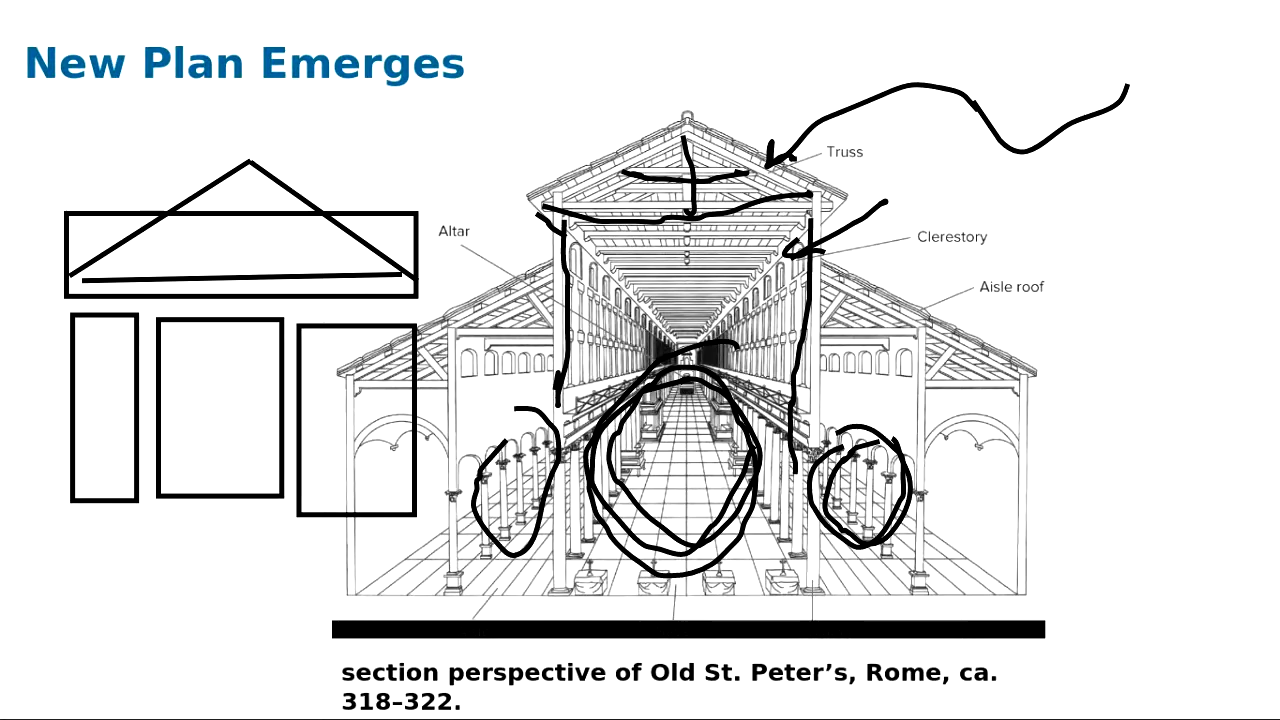 New Plan Emerges
Truss
Altar
Clerestory
Aisle roof
section perspective of Old St. Peter’s, Rome, ca.
318–322.